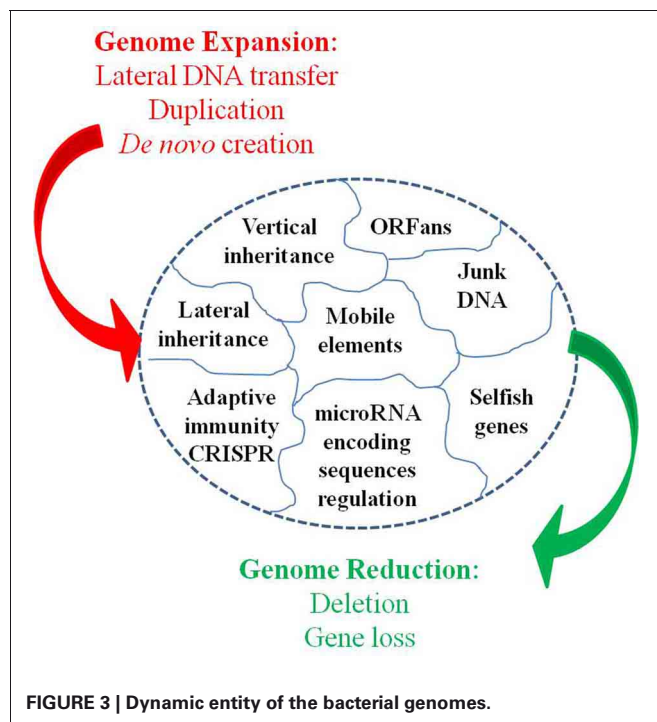 Genome Expansion:
Lateral DNA transfer
Duplication
De novo creation
Vertical
inheritance
ORFans
Junk
DNA
Lateral
inheritance
Mobile
elements
Adaptive
immunity
CRISPR
microRNA
encoding
sequences
regulation
Selfish
genes
Genome Reduction:
Deletion
Gene loss
FIGURE 3 | Dynamic entity of the bacterial genomes.